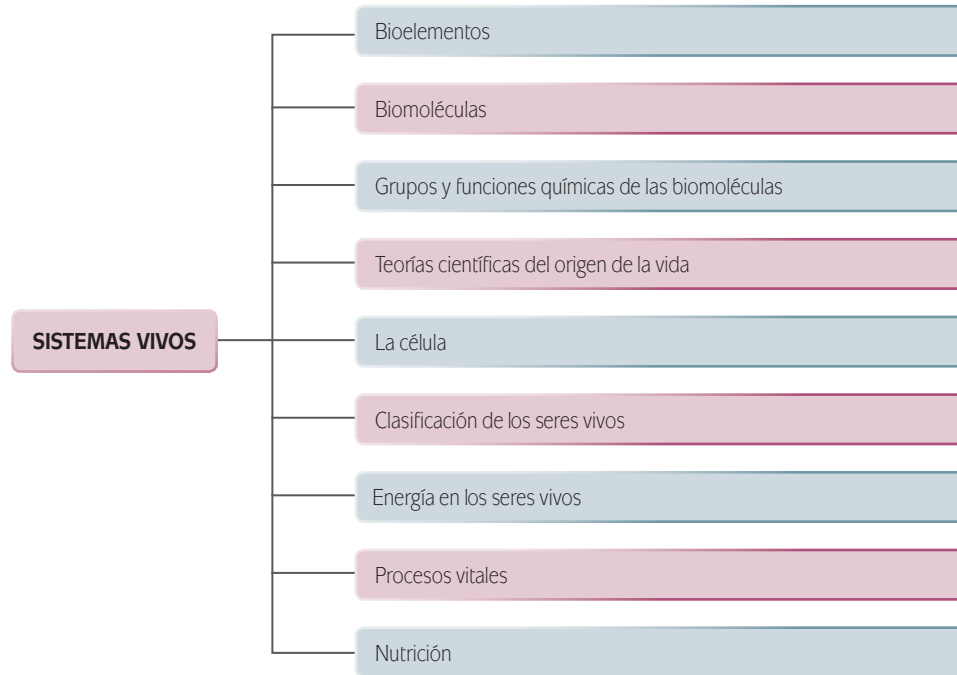 Bioelementos
Biomoléculas
Grupos y funciones químicas de las biomoléculas
Teorías científicas del origen de la vida
SISTEMAS VIVOS
La célula
Clasificación de los seres vivos
Energía en los seres vivos
Procesos vitales
Nutrición